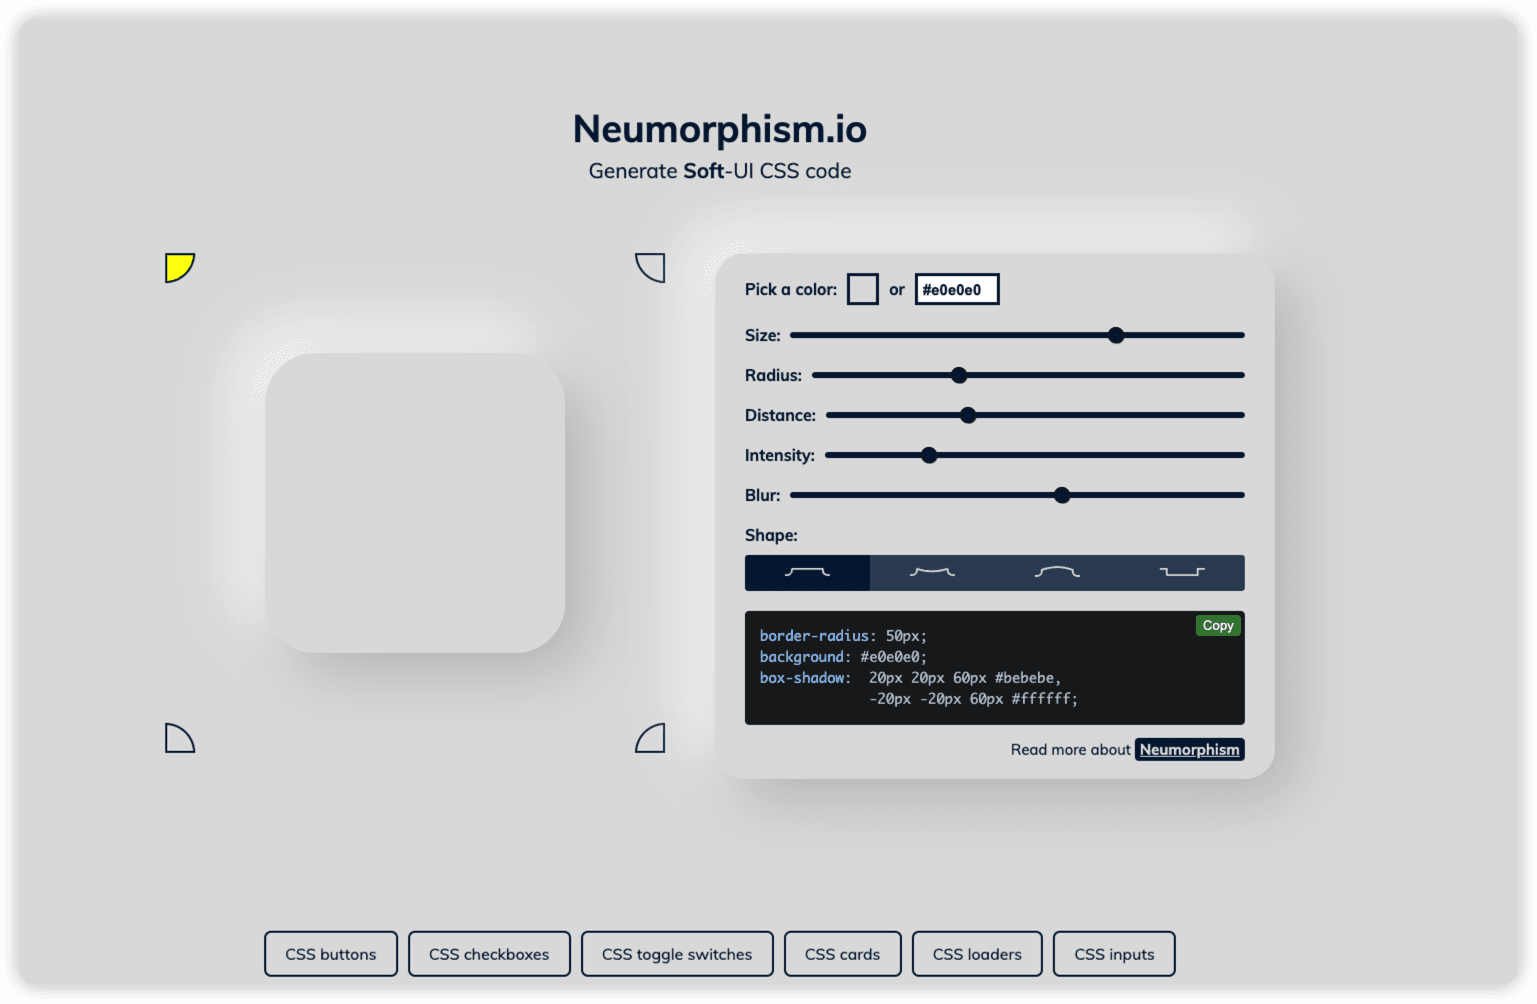 Neumorphism.io
Generate Soft-UI CSS code
Pick a color: or #e0e0e0
Size:
Radius:
Distance:
Intensity:
Blur:
Shape:
Copy
border-radius: 50px;
background: #e0e0e0;
box-shadow: 20px 20px 60px #bebebe,
-20px -20px 60px #ffffff;
Read more about Neumorphism
CSS buttons CSS checkboxes CSS toggle switches CSS cards CSS loaders CSS inputs